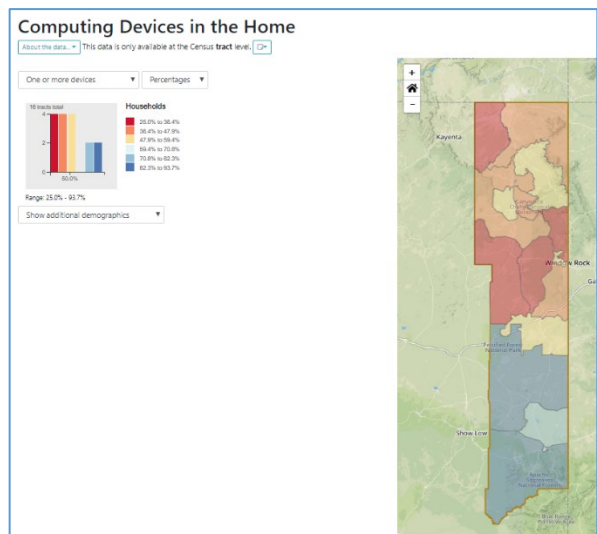 Computing Devices in the Home
About the data... This data is only available at the Census tract level.
One or more devices
Percentages
16 tracts total
Households
4
2
0
50.0%
25.0% to 36.4%
36.4% to 47.9%
47.9% to 59.4%
59.4% to 70.8%
70.8% to 82.3%
82.3% to 93.7%
Range: 25.0% - 93.7%
Show additional demographics
+
−
Kayenta
Window Rock
Ga
National Park
Show Low